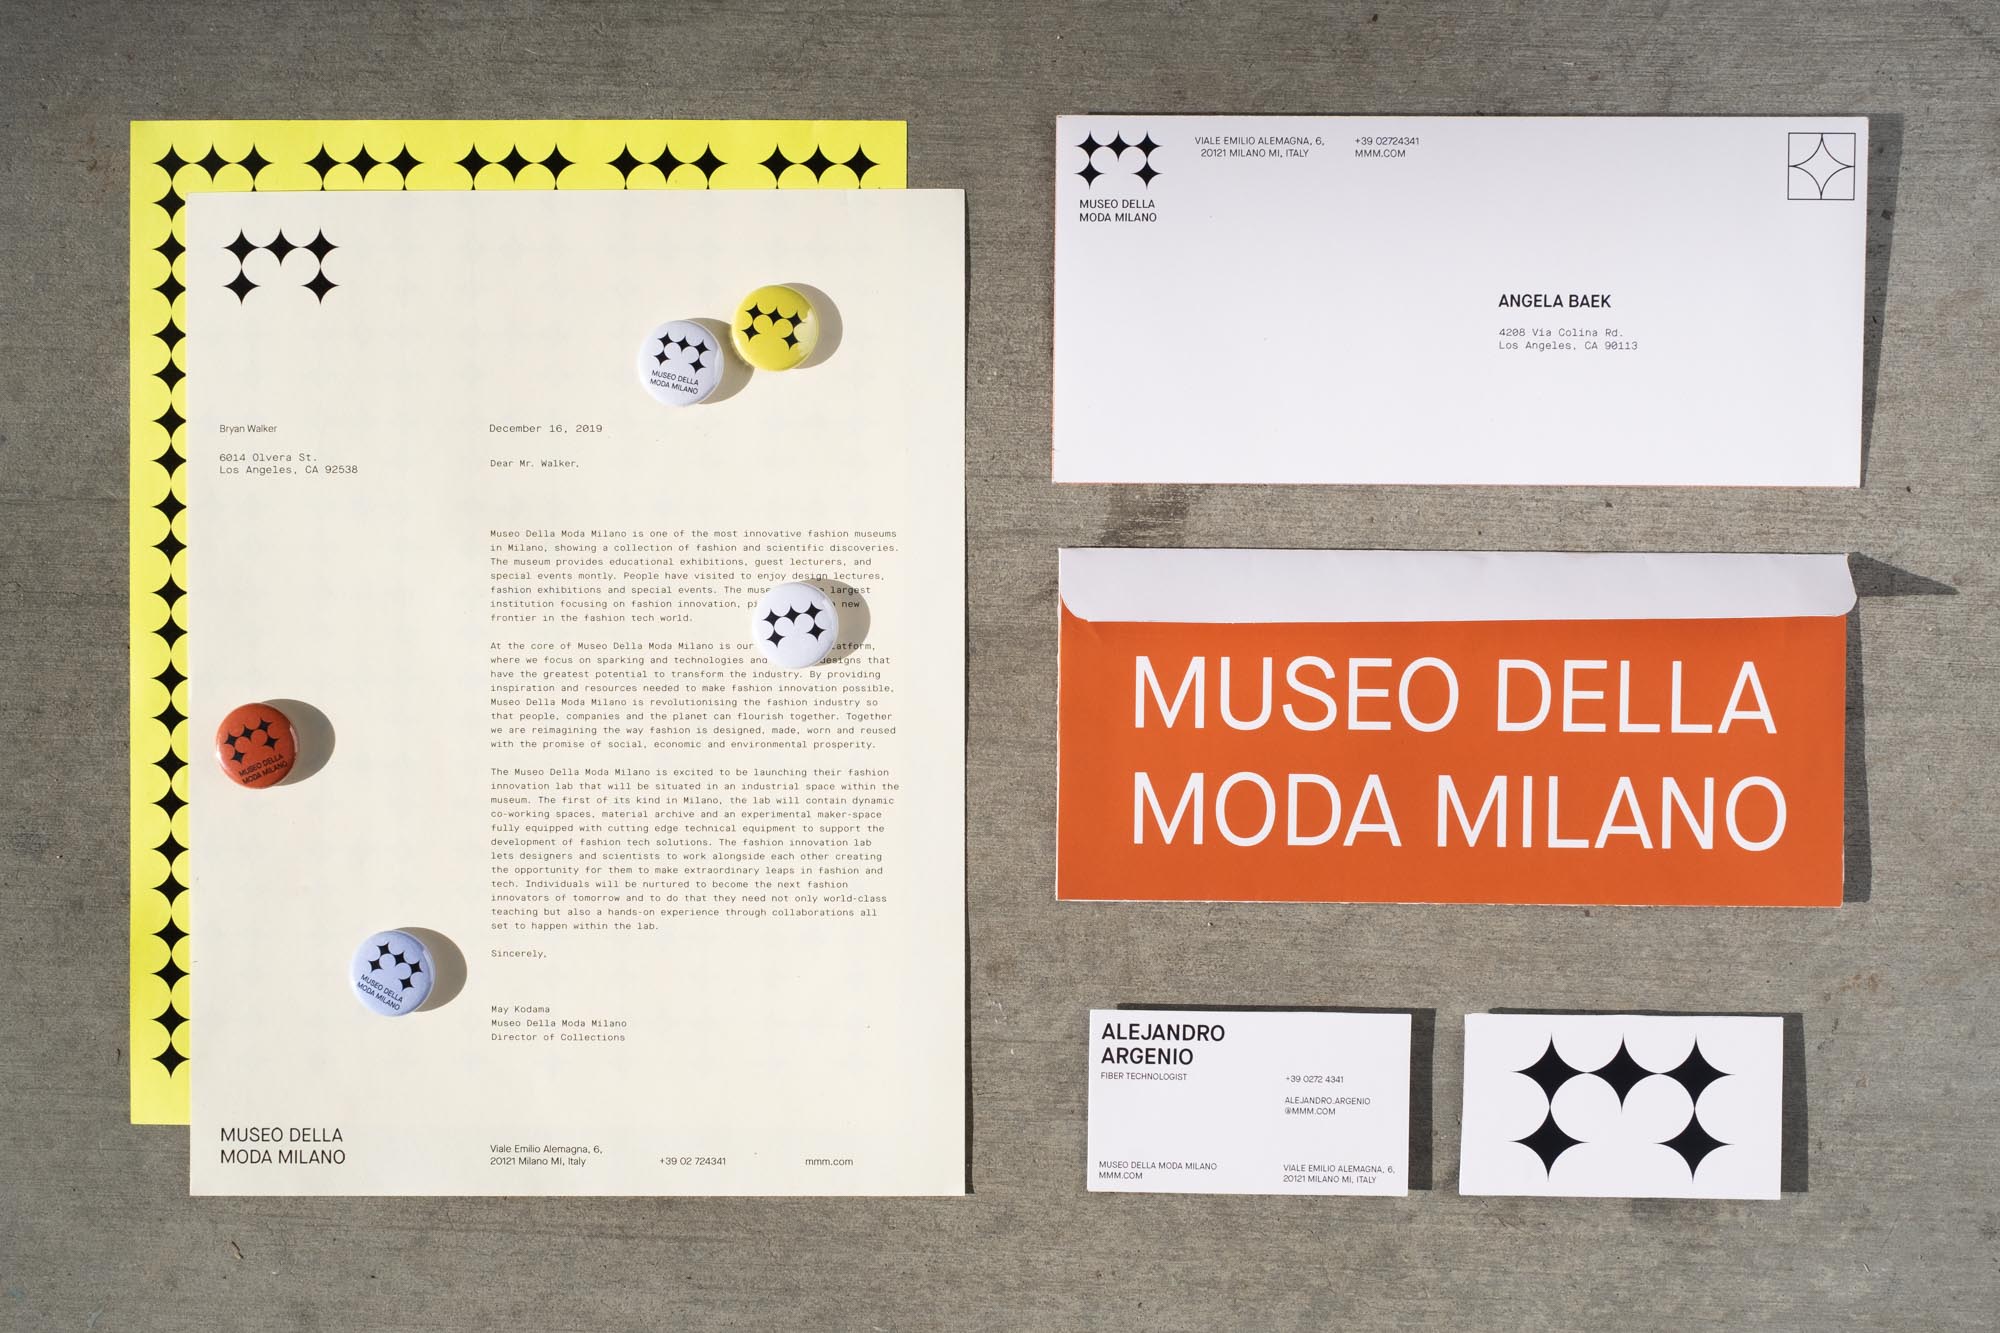 Bryan Walker
6014 Olvera St.
Los Angeles, CA 92538
December 16, 2019
Dear Mr. Walker,
Museo Della Moda Milano is one of the most innovative fashion museums
in Milano, showing a collection of fashion and scientific discoveries.
The museum provides educational exhibitions, guest lecturers, and
special events montly. People have visited to enjoy design lectures,
fashion exhibitions and special events. The largest
institution focusing on fashion innovation, new
frontier in the fashion tech world.
At the core of Museo Della Moda Milano is our
where we focus on sparking and technologies and designs that
have the greatest potential to transform the industry. By providing
inspiration and resources needed to make fashion innovation possible,
Museo Della Moda Milano is revolutionising the fashion industry so
that people, companies and the planet can flourish together. Together
we are reimagining the way fashion is designed, made, worn and reused
with the promise of social, economic and environmental prosperity.
The Museo Della Moda Milano is excited to be launching their fashion
innovation lab that will be situated in an industrial space within the
museum. The first of its kind in Milano, the lab will contain dynamic
co-working spaces, material archive and an experimental maker-space
fully equipped with cutting edge technical equipment to support the
development of fashion tech solutions. The fashion innovation lab
lets designers and scientists to work alongside each other creating
the opportunity for them to make extraordinary leaps in fashion and
tech. Individuals will be nurtured to become the next fashion
innovators of tomorrow and to do that they need not only world-class
teaching but also a hands-on experience through collaborations all
set to happen within the lab.
Sincerely,
May Kodama
Museo Della Moda Milano
Director of Collections
MUSEO DELLA
MODA MILANO
Viale Emilio Alemagna, 6,
20121 Milano MI, Italy
+39 02 724341
mmm.com
MUSEO DELLA
MODA MILANO
MUSEO DELLA
MODA MILANO
MUSEO DELLA
MODA MILANO
MUSEO DELLA
MODA MILANO
VIALE EMILIO ALEMAGNA, 6,
20121 MILANO MI, ITALY
+39 02724341
MMM.COM
ANGELA BAEK
4208 Via Colina Rd.
Los Angeles, CA 90113
MUSEO DELLA
MODA MILANO
ALEJANDRO
ARGENIO
FIBER TECHNOLOGIST
+39 0272 4341
ALEJANDRO.ARGENIO
@MMM.COM
MUSEO DELLA MODA MILANO
MMM.COM
VIALE EMILIO ALEMAGNA, 6,
20121 MILANO MI, ITALY